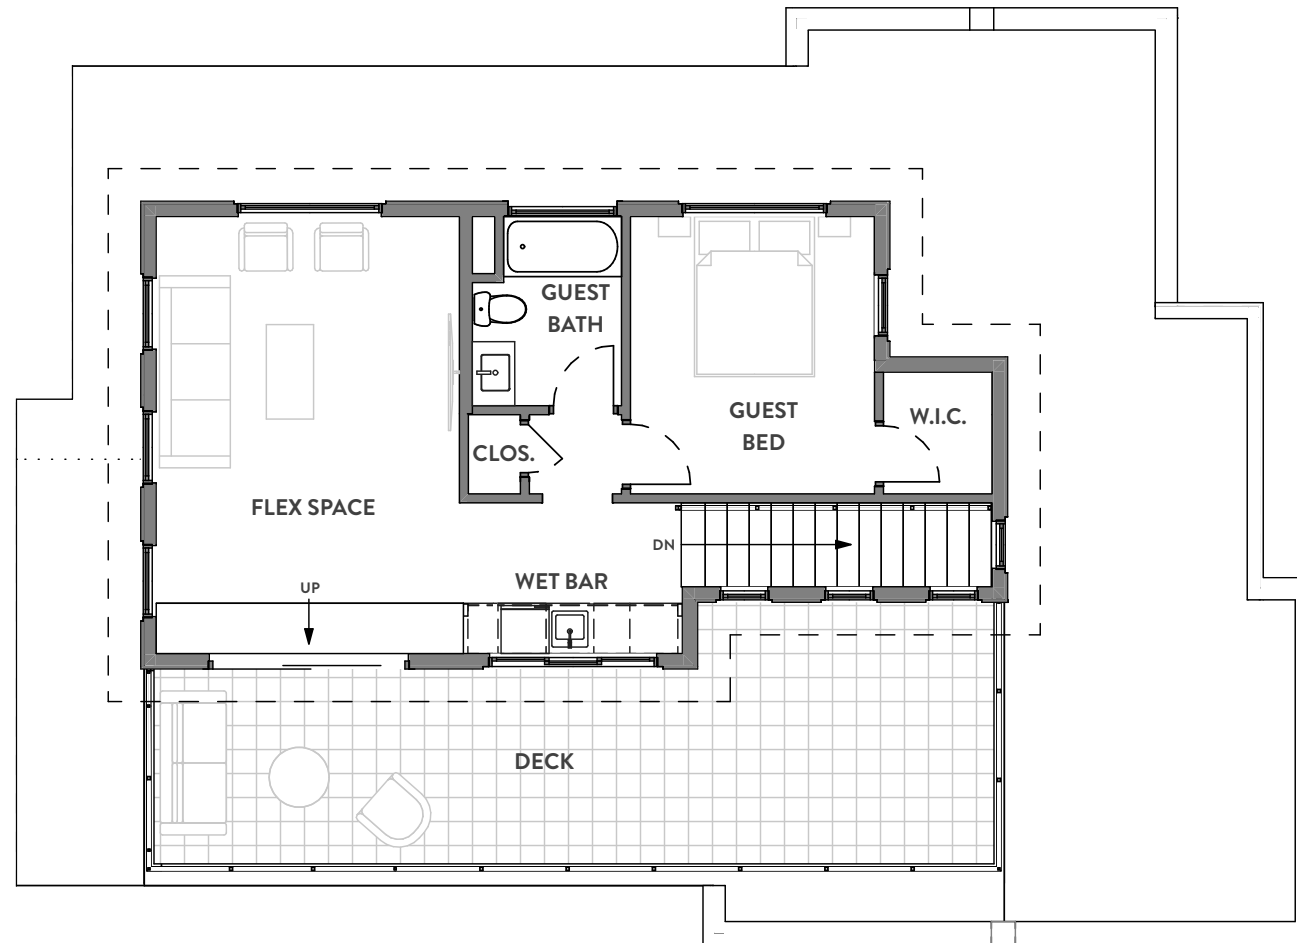 GUEST
BATH
GUEST
BED
W.I.C.
CLOS.
FLEX SPACE
DN
WET BAR
UP
DECK